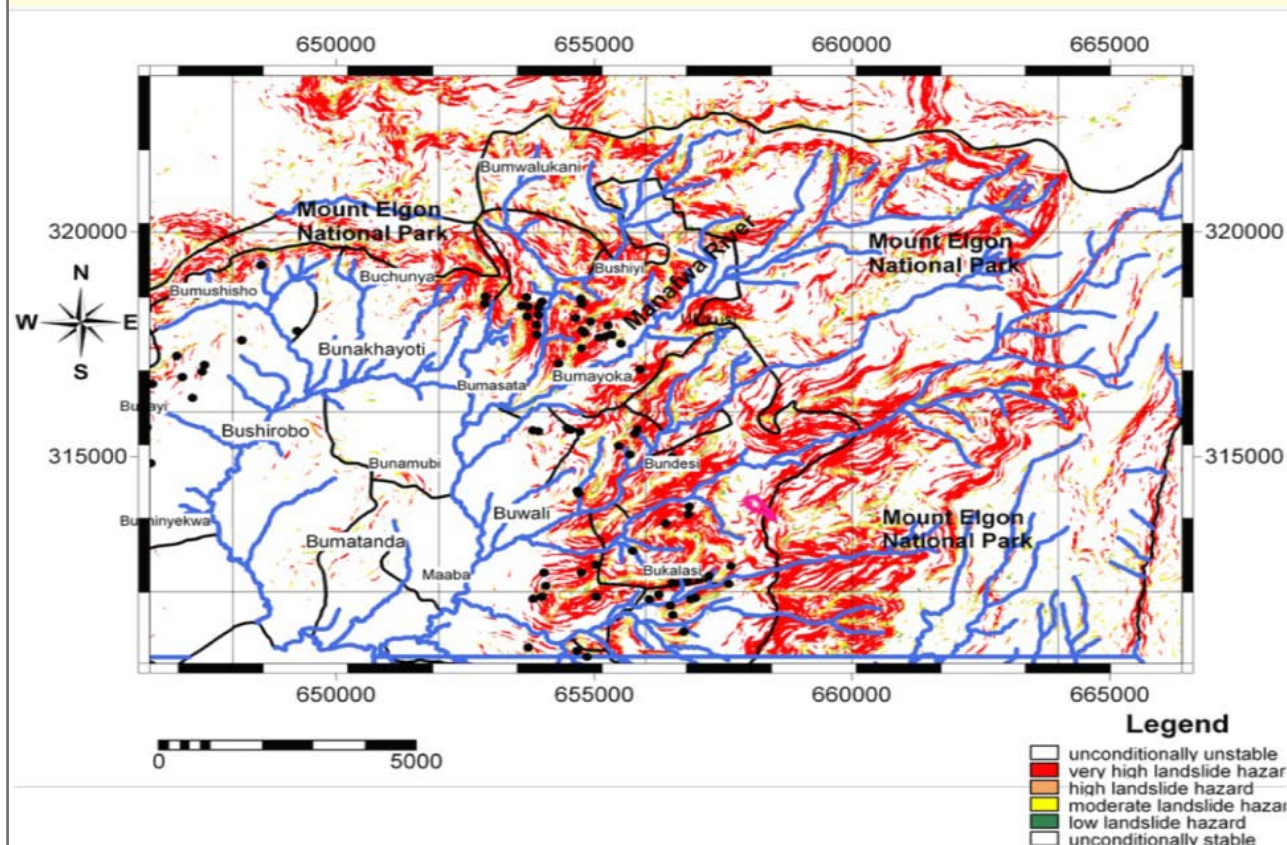 650000 655000 660000 665000
Bumwalukani
Mount Elgon
National Park
320000
320000
Mount Elgon
National Park
Buchunya
Bushiyi
Manafwa River
Bumushisho
N
W E
S
Bunakhayoti
Bumasata
Bumayoka
Bushirobo
315000
315000
Bunamubi
Bundesi
Buwali
Mount Elgon
National Park
Bumatanda
Maaba
Bukalasi
650000 655000 660000 665000
0 5000
Legend
unconditionally unstable
very high landslide hazar
high landslide hazard
moderate landslide hazar
low landslide hazard
unconditionally stable